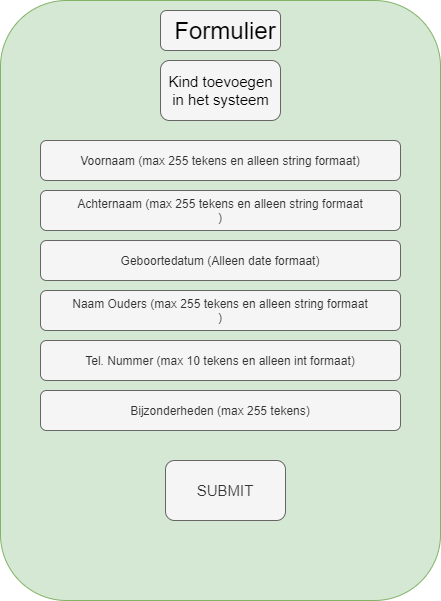 Formulier
Kind toevoegen
in het systeem
Voornaam (max 255 tekens en alleen string formaat)
Achternaam (max 255 tekens en alleen string formaat
)
Geboortedatum (Alleen date formaat)
Naam Ouders (max 255 tekens en alleen string formaat
)
Tel. Nummer (max 10 tekens en alleen int formaat)
Bijzonderheden (max 255 tekens)
SUBMIT